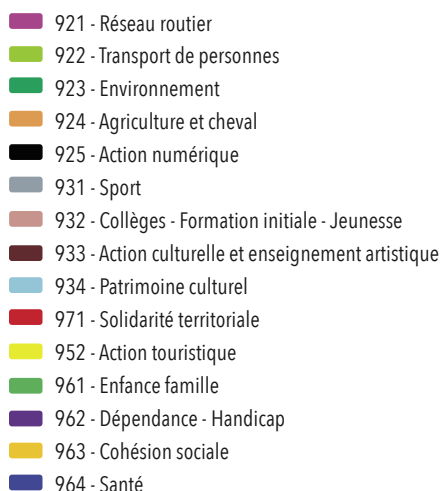 921 - Réseau routier
922 - Transport de personnes
923 - Environnement
924 - Agriculture et cheval
925 - Action numérique
931 - Sport
932 - Collèges - Formation initiale - Jeunesse
933 - Action culturelle et enseignement artistique
934 - Patrimoine culturel
971 - Solidarité territoriale
952 - Action touristique
961 - Enfance famille
962 - Dépendance - Handicap
963 - Cohésion sociale
964 - Santé